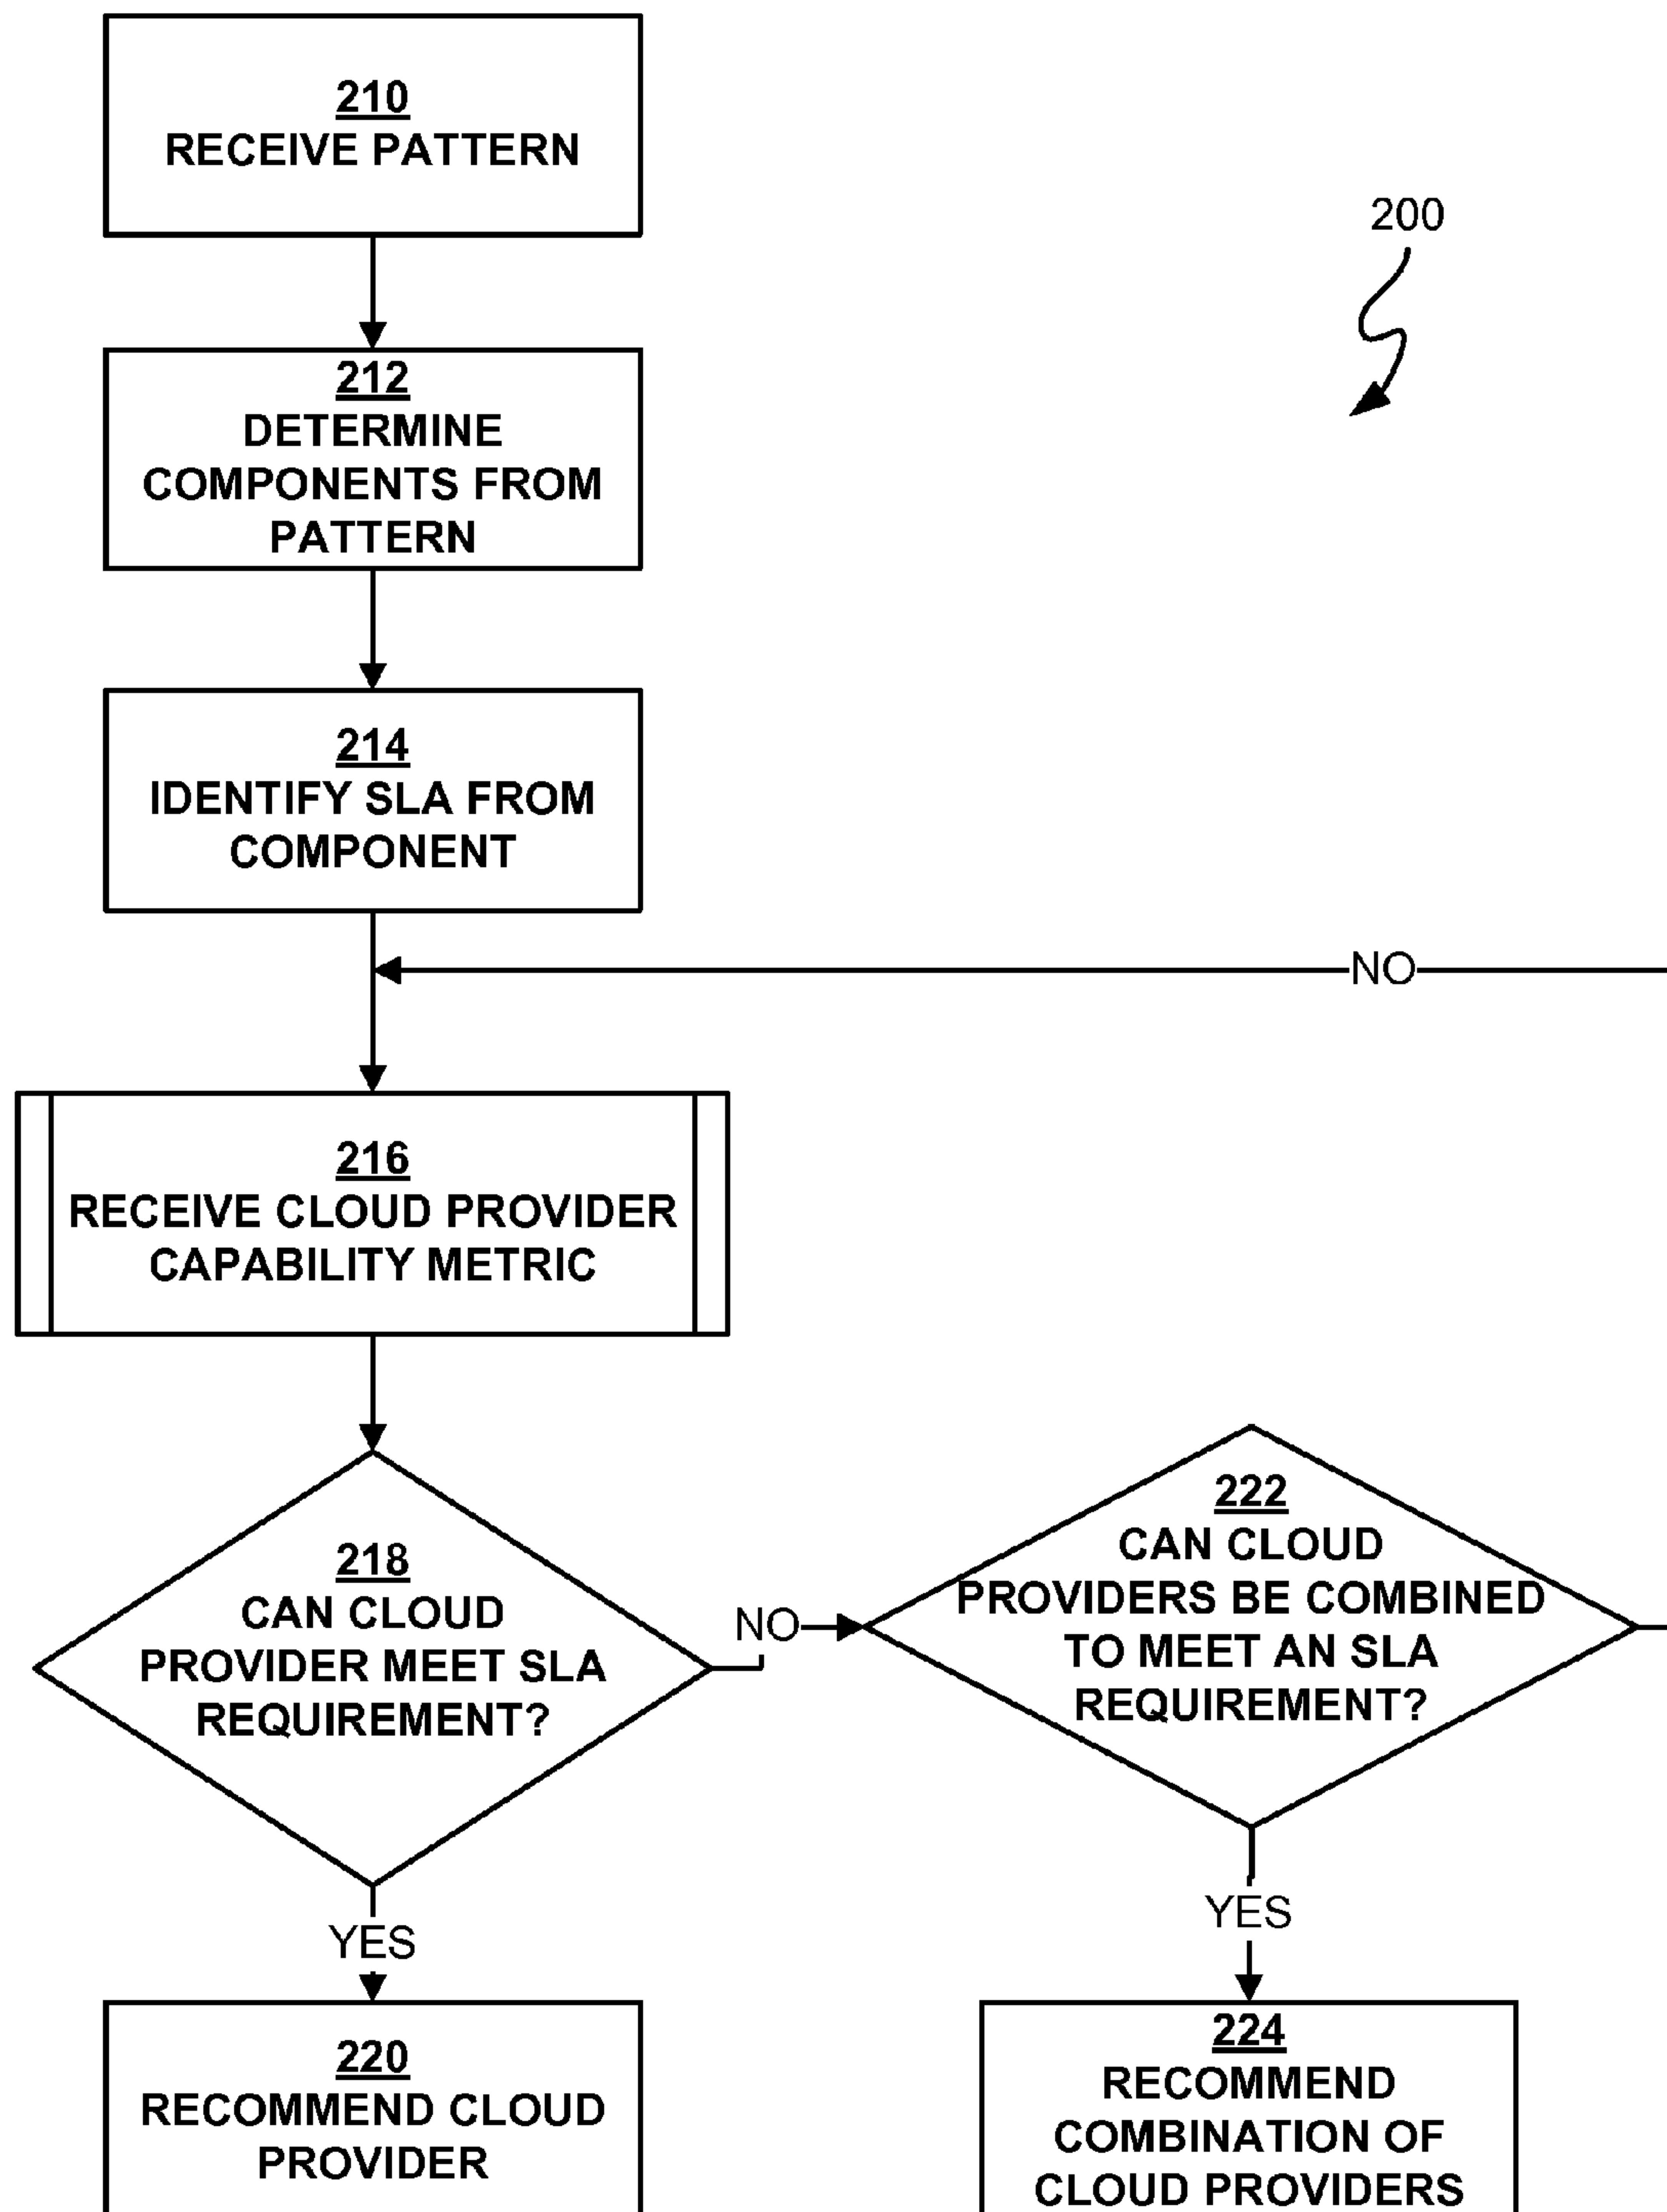 210
RECEIVE PATTERN
200
212
DETERMINE
COMPONENTS FROM
PATTERN
214
IDENTIFY SLA FROM
COMPONENT
NO
216
RECEIVE CLOUD PROVIDER
CAPABILITY METRIC
218
CAN CLOUD
PROVIDER MEET SLA
REQUIREMENT?
NO
222
CAN CLOUD
PROVIDERS BE COMBINED
TO MEET AN SLA
REQUIREMENT?
YES
YES
220
RECOMMEND CLOUD
PROVIDER
224
RECOMMEND
COMBINATION OF
CLOUD PROVIDERS